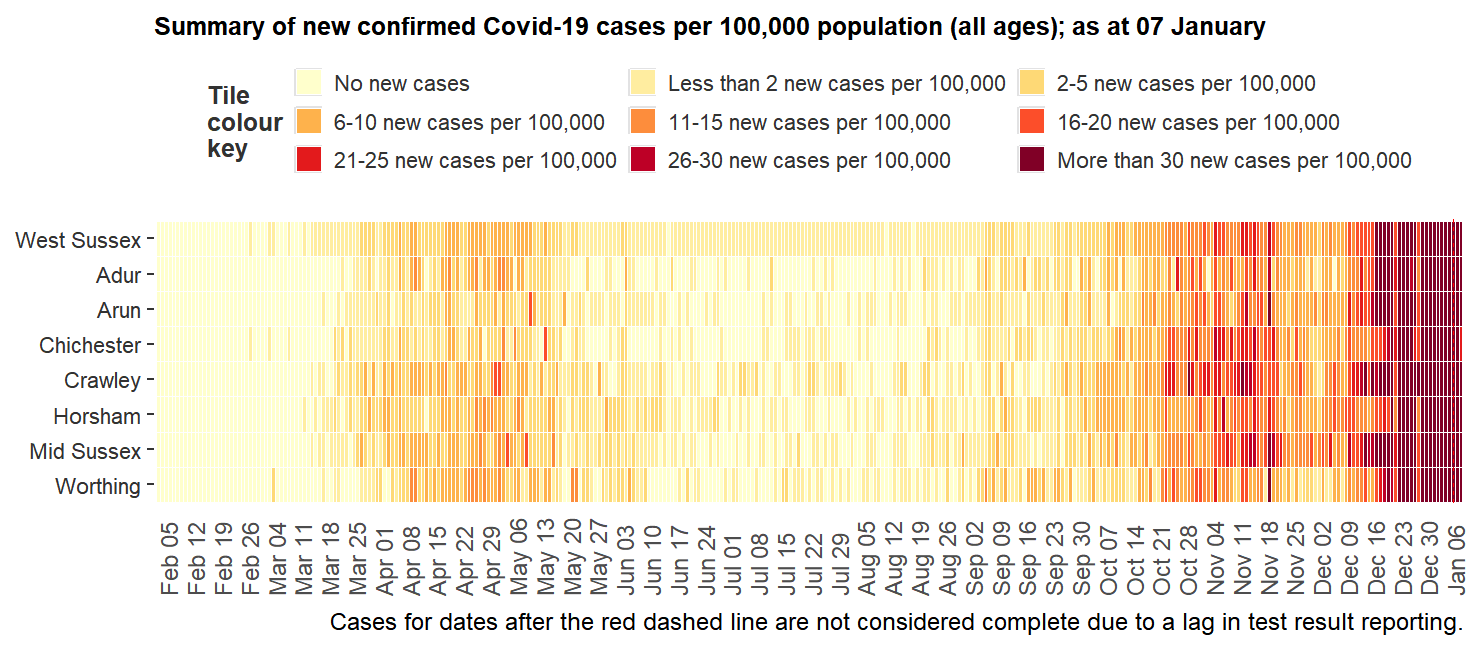 Summary of new confirmed Covid-19 cases per 100,000 population (all ages); as at 07 January
Tile
colour
key
No new cases
Less than 2 new cases per 100,000
2-5 new cases per 100,000
6-10 new cases per 100,000
11-15 new cases per 100,000
16-20 new cases per 100,000
21-25 new cases per 100,000
26-30 new cases per 100,000
More than 30 new cases per 100,000
West Sussex
Adur
Arun
Chichester
Crawley
Horsham
Mid Sussex
Worthing
Feb 05
Feb 12
Feb 19
Feb 26
Mar 04
Mar 11
Mar 18
Mar 25
Apr 01
Apr 08
Apr 15
Apr 22
Apr 29
May 06
May 13
May 20
May 27
Jun 03
Jun 10
Jun 17
Jun 24
Jul 01
Jul 08
Jul 15
Jul 22
Jul 29
Aug 05
Aug 12
Aug 19
Aug 26
Sep 02
Sep 09
Sep 16
Sep 23
Sep 30
Oct 07
Oct 14
Oct 21
Oct 28
Nov 04
Nov 11
Nov 18
Nov 25
Dec 02
Dec 09
Dec 16
Dec 23
Dec 30
Jan 06
Cases for dates after the red dashed line are not considered complete due to a lag in test result reporting.